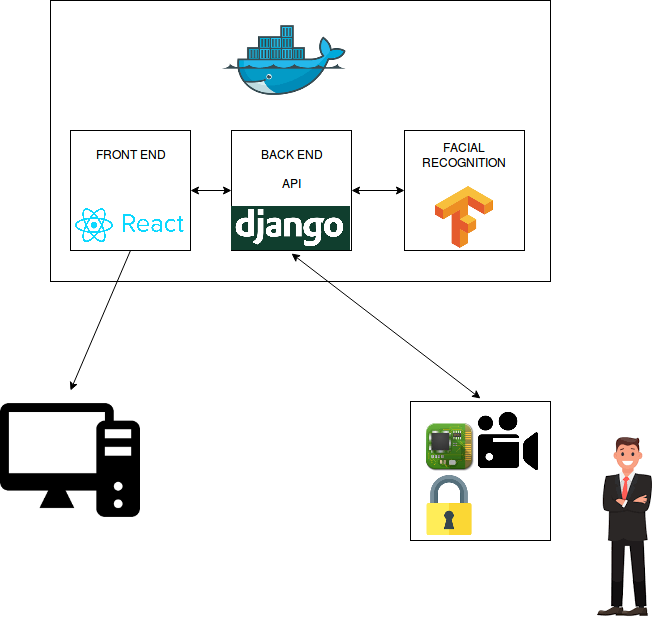 FRONT END
React
BACK END
API
django
FACIAL
RECOGNITION